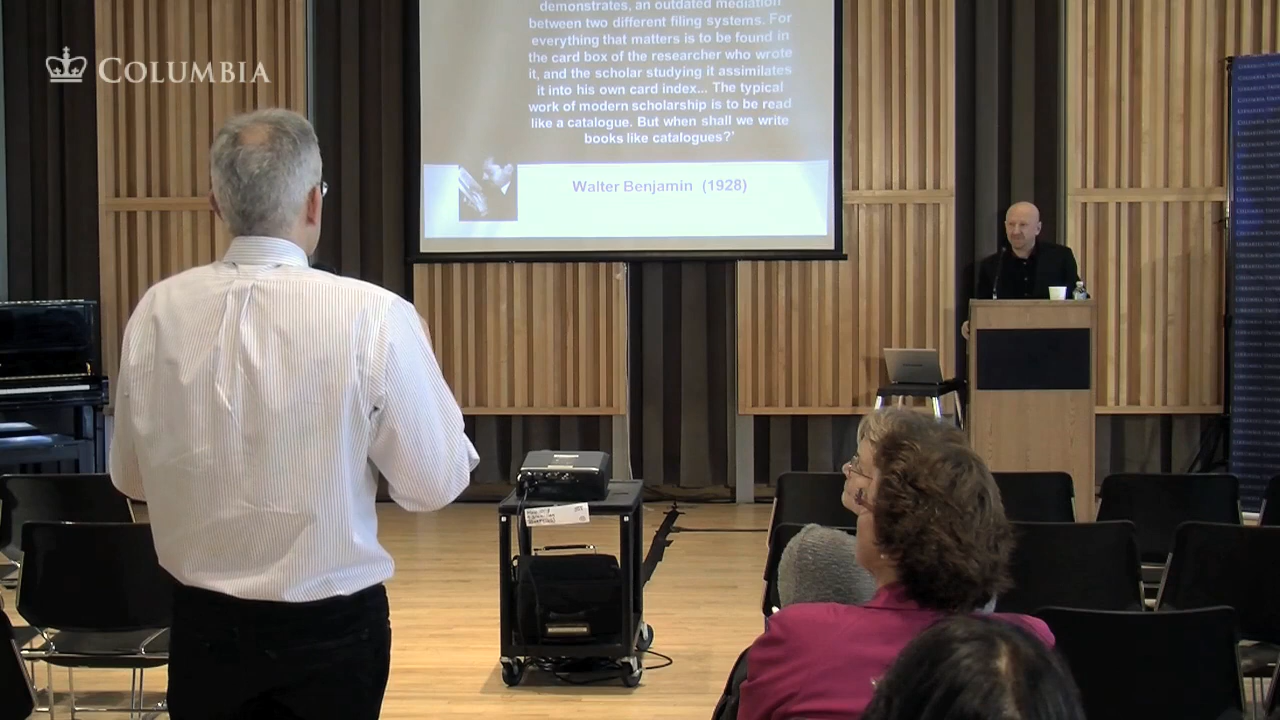 COLUMBIA
demonstrates, an outdated mediation
between two different filing systems. For
everything that matters is to be found in
the card box of the researcher who wrote
it, and the scholar studying it assimilates
it into his own card index... The typical
work of modern scholarship is to be read
like a catalogue. But when shall we write
books like catalogues?'
Walter Benjamin (1928)